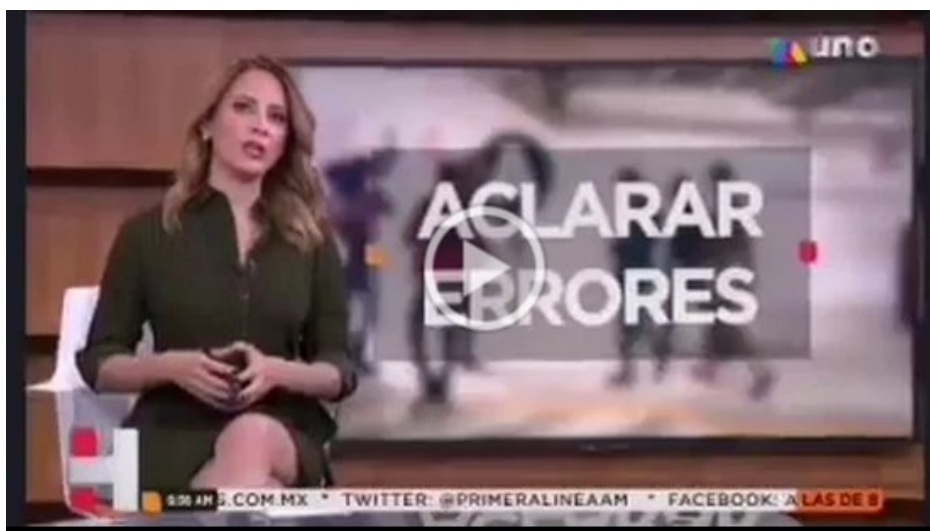 uno
ACLARAR
ERRORES
S.COM.MX * TWITTER: @PRIMERALINEAAM * FACEBOOK: A LAS DE 8